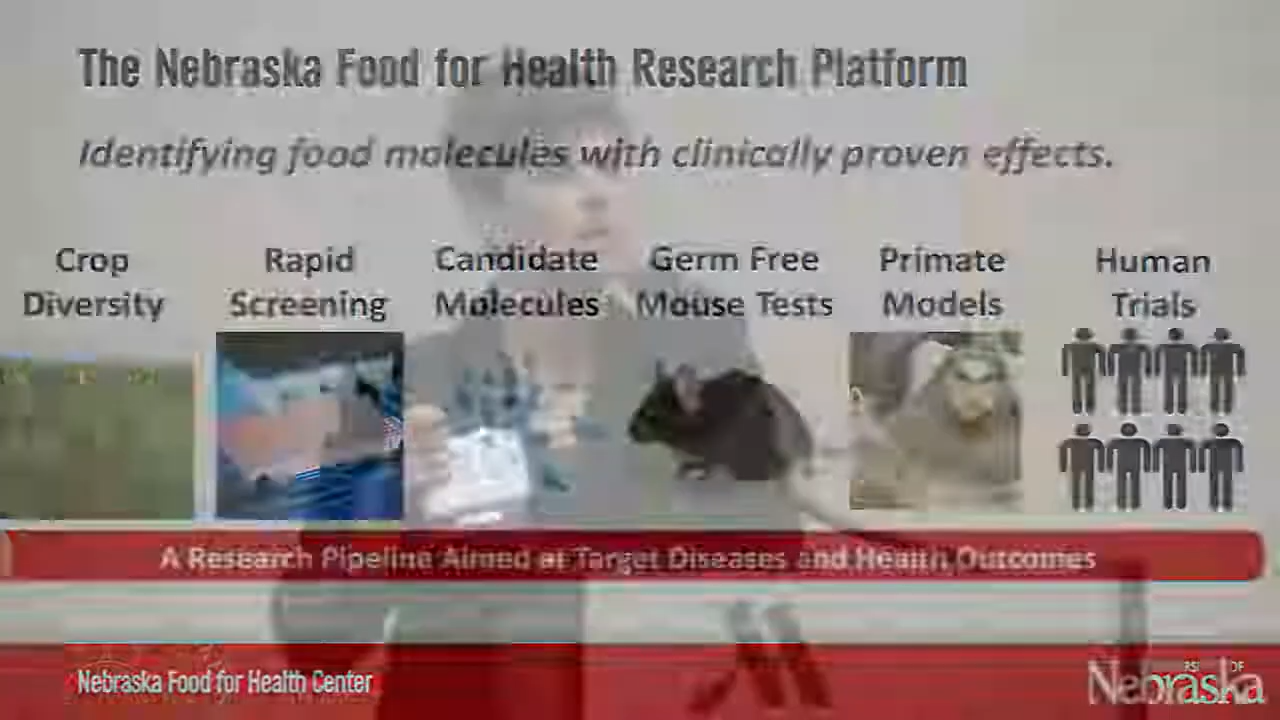 The Nebraska Food for Health Research Platform
Identifying food molecules with clinically proven effects.
Crop Diversity
Rapid Screening
Candidate Molecules
Germ Free Mouse Tests
Primate Models
Human Trials
A Research Pipeline Aimed at Target Diseases and Health Outcomes
Nebraska Food for Health Center
Nebraska